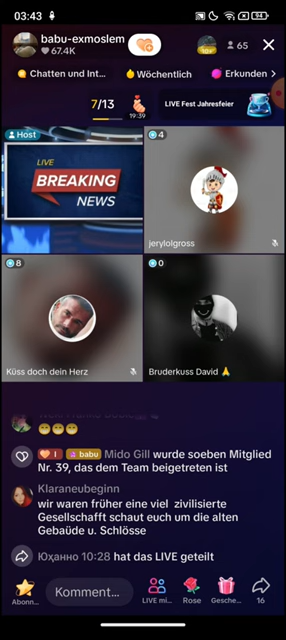 03:43
94
babu-exmoslem
67.4K
65
Chatten und Int...
Wöchentlich
Erkunden
7/13
19:39
LIVE Fest Jahresfeier
Host
4
LIVE
BREAKING
NEWS
jerylolgross
8
0
Küss doch dein Herz
Bruderkuss David 🙏
😁😁😁
I babu Mido Gill wurde soeben Mitglied
Nr. 39, das dem Team beigetreten ist
Klaraneubeginn
wir waren früher eine viel zivilisierte
Gesellschafft schaut euch um die alten
Gebaüde u. Schlösse
Юханно 10:28 hat das LIVE geteilt
Abonn...
Komment...
LIVE mi...
Rose
Gesche...
16